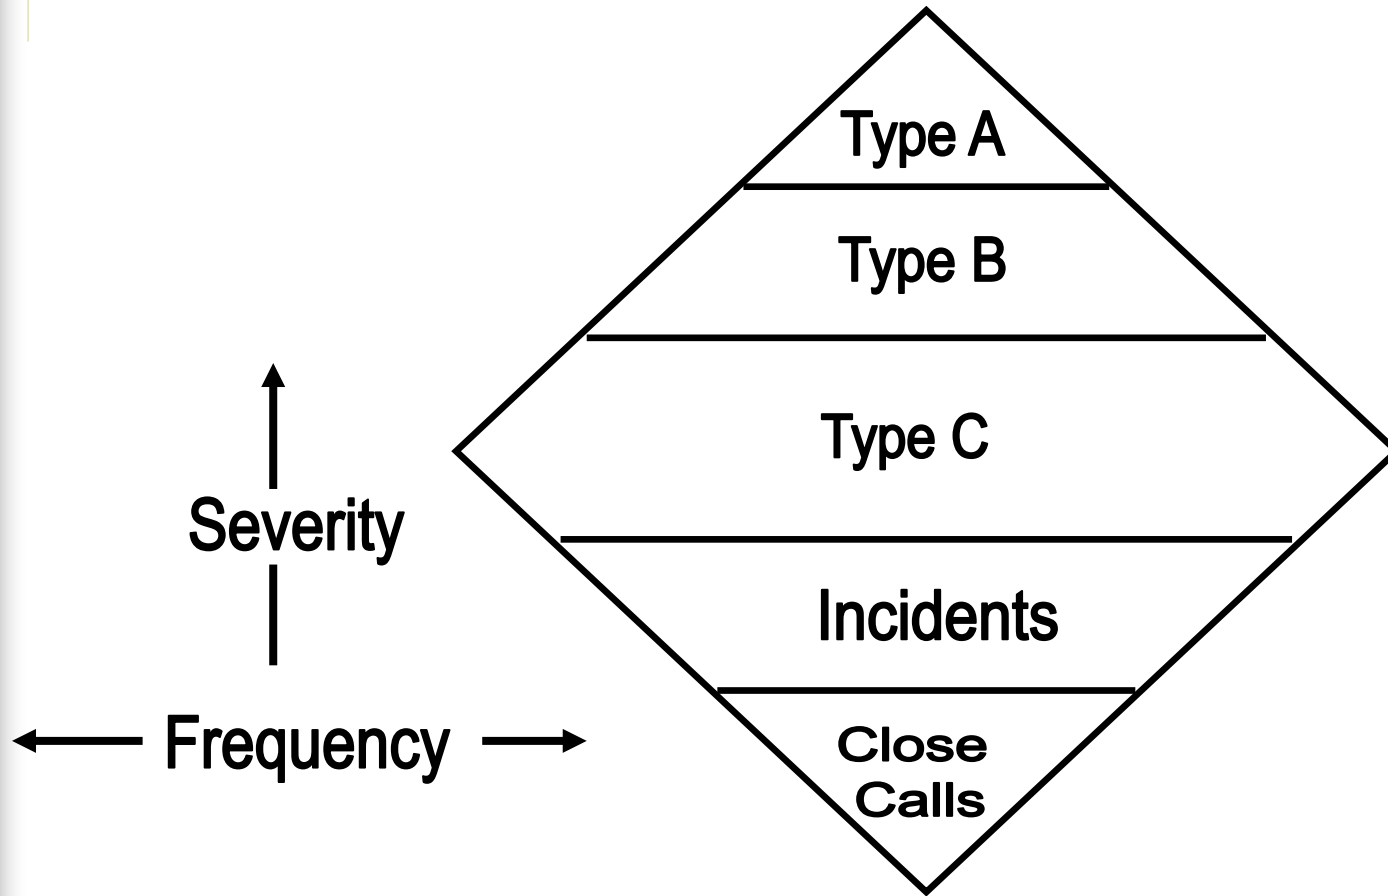 Type A
Type B
Type C
Severity
Incidents
Frequency
Close
Calls